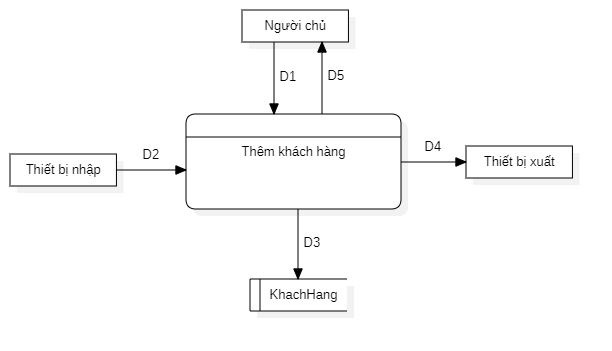 Người chủ
D1
D5
Thêm khách hàng
D2
D4
Thiết bị nhập
Thiết bị xuất
D3
KhachHang